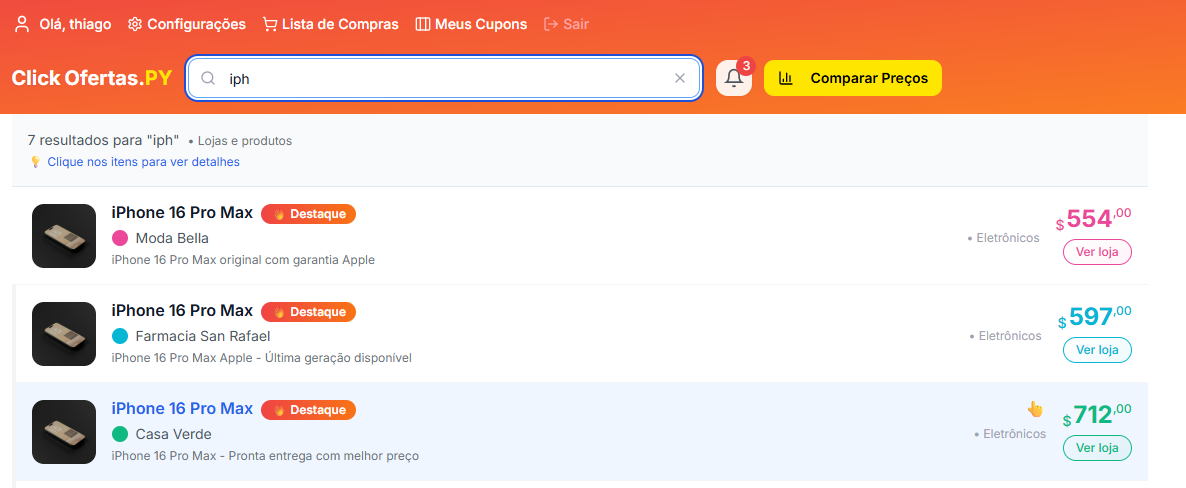 Olá, thiago Configurações Lista de Compras Meus Cupons Sair
Click Ofertas.PY iph 3 Comparar Preços
7 resultados para "iph" • Lojas e produtos
Clique nos itens para ver detalhes
iPhone 16 Pro Max Destaque
Moda Bella
iPhone 16 Pro Max original com garantia Apple
• Eletrônicos
$554,00
Ver loja
iPhone 16 Pro Max Destaque
Farmacia San Rafael
iPhone 16 Pro Max Apple - Última geração disponível
• Eletrônicos
$597,00
Ver loja
iPhone 16 Pro Max Destaque
Casa Verde
iPhone 16 Pro Max - Pronta entrega com melhor preço
• Eletrônicos
$712,00
Ver loja